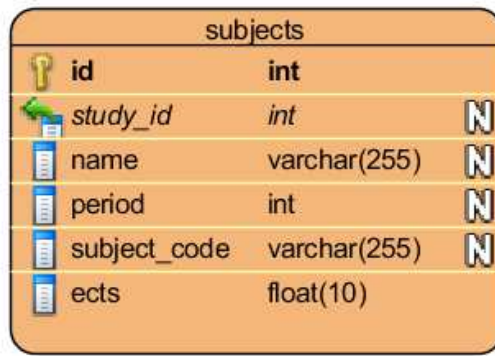 subjects
id int
study_id int N
name varchar(255) N
period int N
subject_code varchar(255) N
ects float(10)